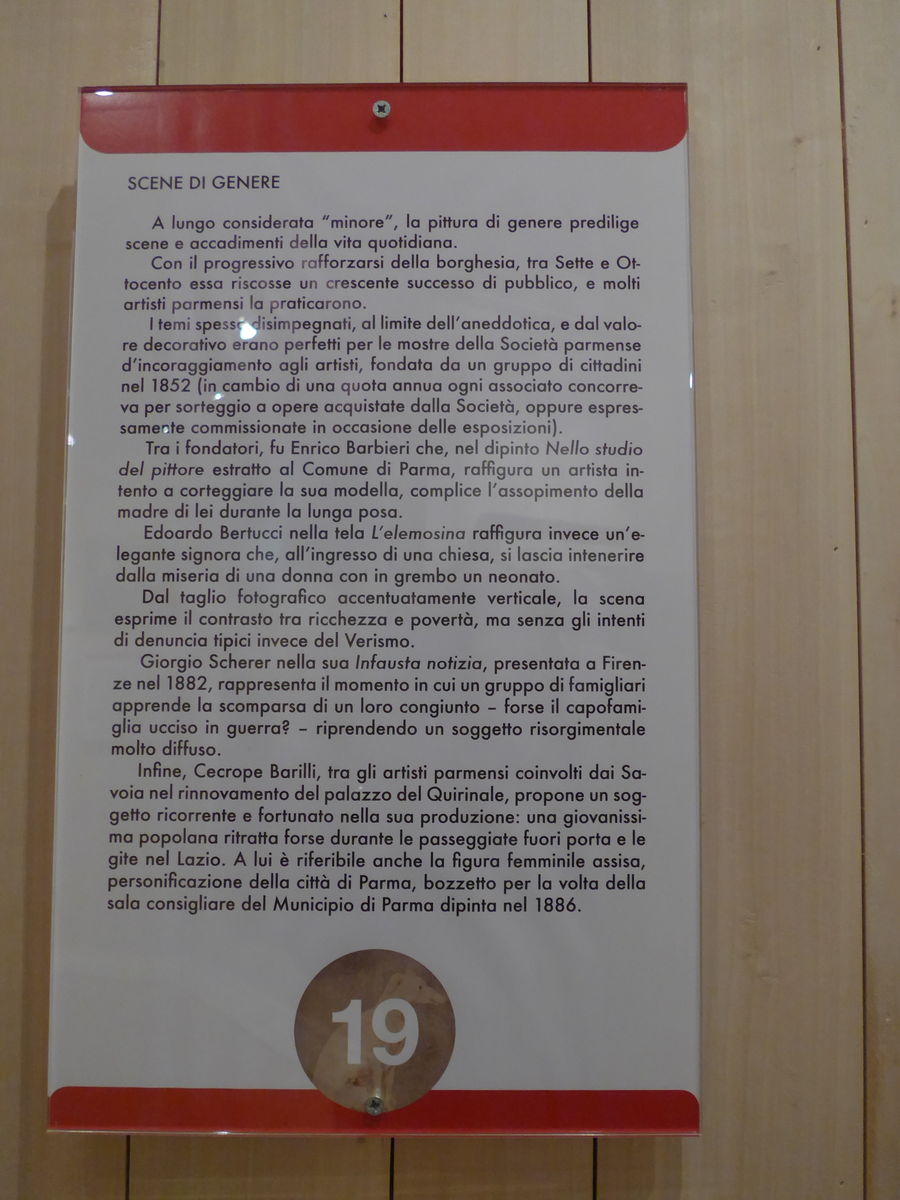 SCENE DI GENERE
A lungo considerata “minore”, la pittura di genere predilige
scene e accadimenti della vita quotidiana.
Con il progressivo rafforzarsi della borghesia, tra Sette e Ot-
tocento essa riscosse un crescente successo di pubblico, e molti
artisti parmensi la praticarono.
I temi spesso disimpegnati, al limite dell’aneddotica, e dal valo-
re decorativo erano perfetti per le mostre della Società parmense
d’incoraggiamento agli artisti, fondata da un gruppo di cittadini
nel 1852 (in cambio di una quota annua ogni associato concorre-
va per sorteggio a opere acquistate dalla Società, oppure espres-
samente commissionate in occasione delle esposizioni).
Tra i fondatori, fu Enrico Barbieri che, nel dipinto Nello studio
del pittore estratto al Comune di Parma, raffigura un artista in-
tento a corteggiare la sua modella, complice l’assopimento della
madre di lei durante la lunga posa.
Edoardo Bertucci nella tela L’elemosina raffigura invece un’e-
legante signora che, all’ingresso di una chiesa, si lascia intenerire
dalla miseria di una donna con in grembo un neonato.
Dal taglio fotografico accentuatamente verticale, la scena
esprime il contrasto tra ricchezza e povertà, ma senza gli intenti
di denuncia tipici invece del Verismo.
Giorgio Scherer nella sua Infausta notizia, presentata a Firen-
ze nel 1882, rappresenta il momento in cui un gruppo di famigliari
apprende la scomparsa di un loro congiunto – forse il capofami-
glia ucciso in guerra? – riprendendo un soggetto risorgimentale
molto diffuso.
Infine, Cecrope Barilli, tra gli artisti parmensi coinvolti dai Sa-
voia nel rinnovamento del palazzo del Quirinale, propone un sog-
getto ricorrente e fortunato nella sua produzione: una giovanissi-
ma popolana ritratta forse durante le passeggiate fuori porta e le
gite nel Lazio. A lui è riferibile anche la figura femminile assisa,
personificazione della città di Parma, bozzetto per la volta della
sala consigliare del Municipio di Parma dipinta nel 1886.
19